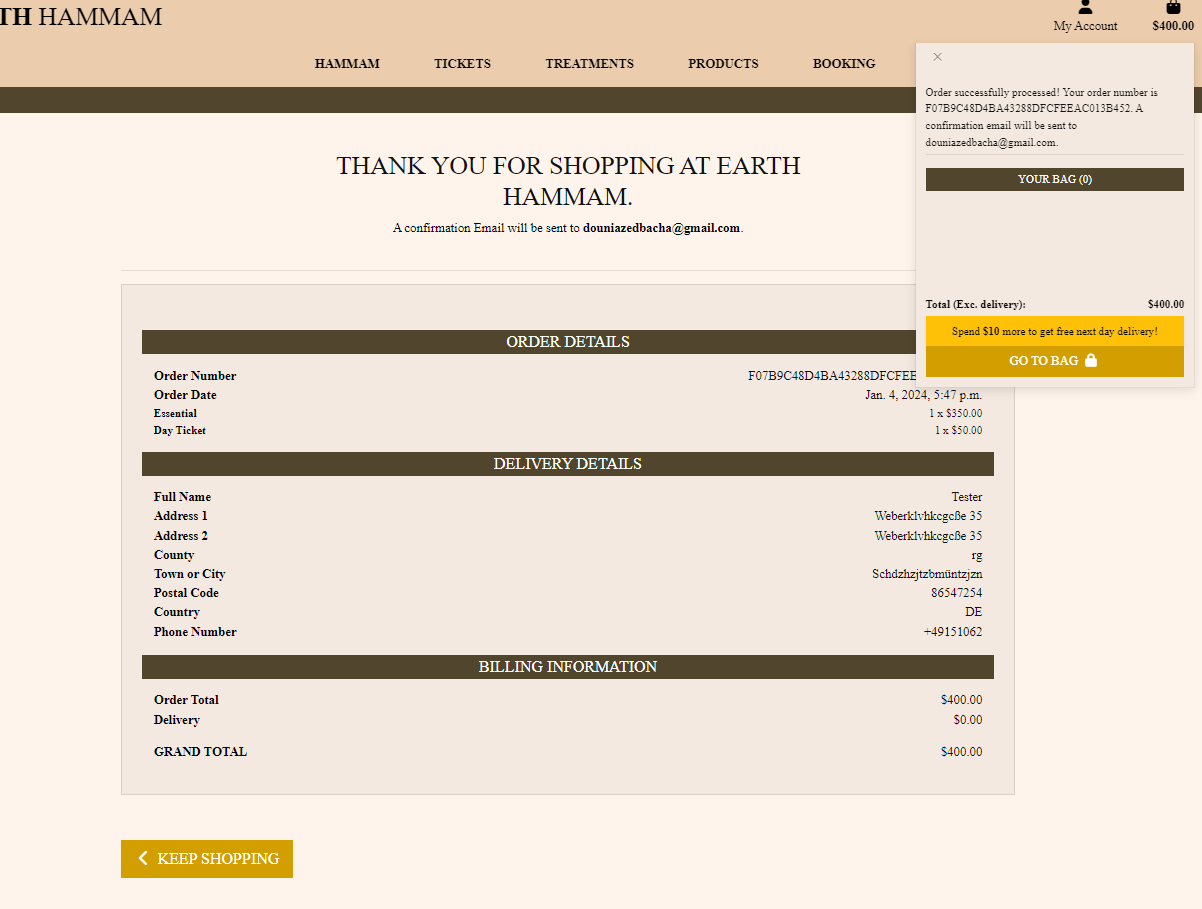 TH HAMMAM
My Account
$400.00
HAMMAM TICKETS TREATMENTS PRODUCTS BOOKING
Order successfully processed! Your order number is
F07B9C48D4BA43288DFCFEEAC013B452. A
confirmation email will be sent to
douniazedbacha@gmail.com.
YOUR BAG (0)
Total (Exc. delivery): $400.00
Spend $10 more to get free next day delivery!
GO TO BAG
THANK YOU FOR SHOPPING AT EARTH
HAMMAM.
A confirmation Email will be sent to douniazedbacha@gmail.com.
ORDER DETAILS
Order Number F07B9C48D4BA43288DFCFEE
Order Date Jan. 4, 2024, 5:47 p.m.
Essential 1 x $350.00
Day Ticket 1 x $50.00
DELIVERY DETAILS
Full Name Tester
Address 1 Weberklvhkcgcße 35
Address 2 Weberklvhkcgcße 35
County rg
Town or City Schdzhzjtzbmüntzjzn
Postal Code 86547254
Country DE
Phone Number +49151062
BILLING INFORMATION
Order Total $400.00
Delivery $0.00
GRAND TOTAL $400.00
KEEP SHOPPING